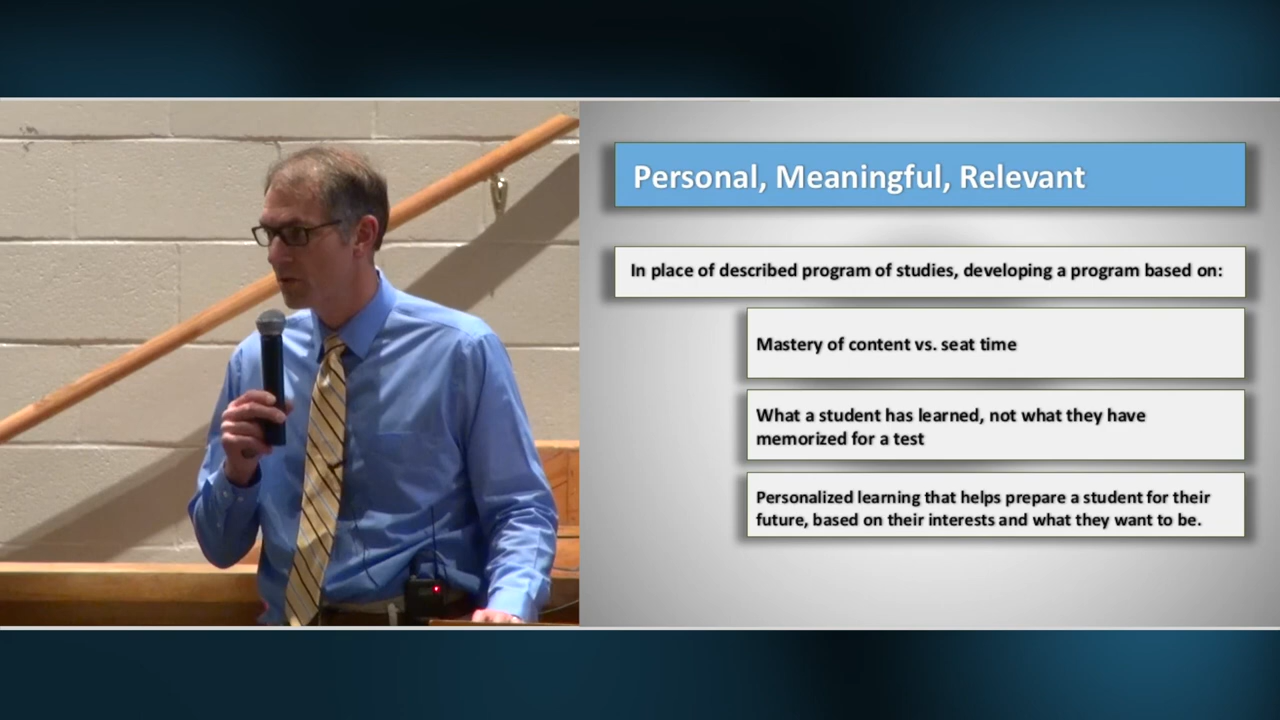 Personal, Meaningful, Relevant
In place of described program of studies, developing a program based on:
Mastery of content vs. seat time
What a student has learned, not what they have
memorized for a test
Personalized learning that helps prepare a student for their
future, based on their interests and what they want to be.